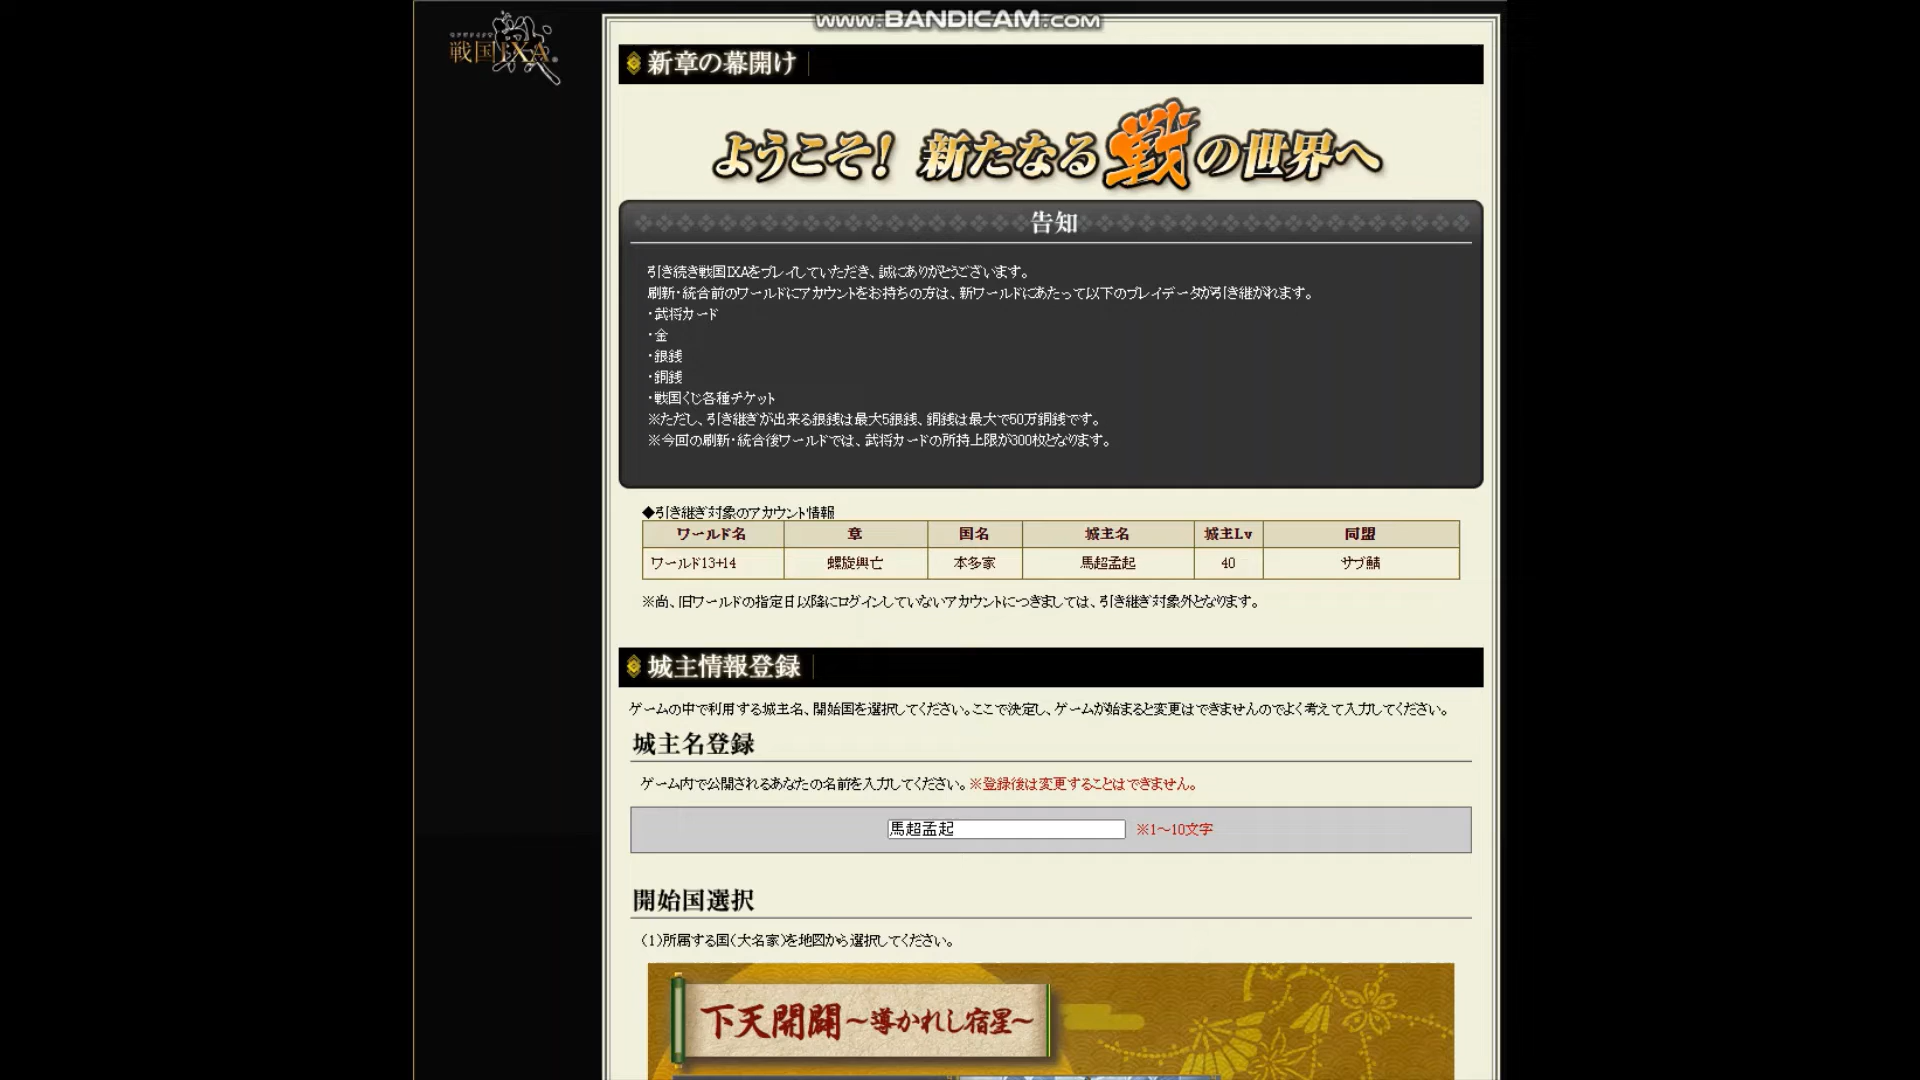 www.BANDICAM.com
戦国IXA
新章の幕開け
ようこそ！ 新たなる戦の世界へ
告知
引き続き戦国IXAをプレイしていただき、誠にありがとうございます。
刷新・統合前のワールドにアカウントをお持ちの方は、新ワールドにあたって以下のプレイデータが引き継がれます。
・武将カード
・金
・銀銭
・銅銭
・戦国くじ各種チケット
※ただし、引き継ぎが出来る銀銭は最大5銀銭、銅銭は最大で50万銅銭です。
※今回の刷新・統合後ワールドでは、武将カードの所持上限が300枚となります。
◆引き継ぎ対象のアカウント情報
ワールド名 章 国名 城主名 城主Lv 同盟
ワールド13+14 螺旋興亡 本多家 馬超孟起 40 サブ鯖
※尚、旧ワールドの指定日以降にログインしていないアカウントにつきましては、引き継ぎ対象外となります。
城主情報登録
ゲームの中で利用する城主名、開始国を選択してください。ここで決定し、ゲームが始まると変更はできませんのでよく考えて入力してください。
城主名登録
ゲーム内で公開されるあなたの名前を入力してください。※登録後は変更することはできません。
馬超孟起 ※1～10文字
開始国選択
(1)所属する国(大名家)を地図から選択してください。
下天開闢～導かれし宿星～